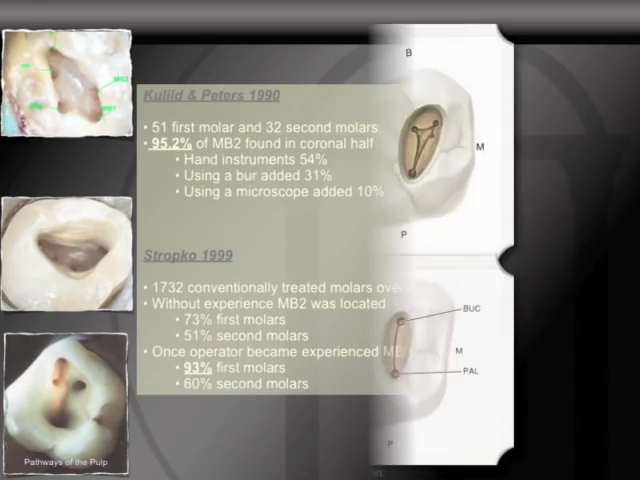 Kulild & Peters 1990
• 51 first molar and 32 second molars
• 95.2% of MB2 found in coronal half
• Hand instruments 54%
• Using a bur added 31%
• Using a microscope added 10%
Stropko 1999
• 1732 conventionally treated molars over
• Without experience MB2 was located
• 73% first molars
• 51% second molars
• Once operator became experienced MB
• 93% first molars
• 60% second molars
B
M
P
BUC
M
PAL
P
Pathways of the Pulp